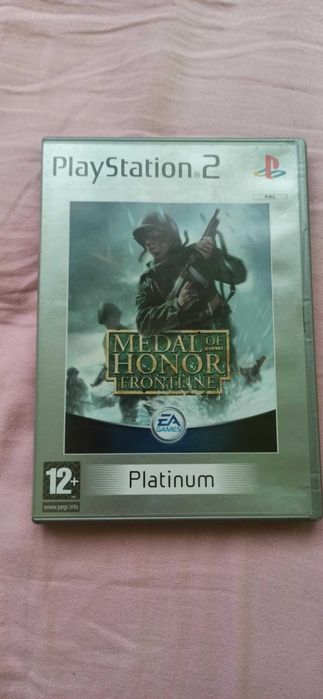 PlayStation 2
PAL
MEDAL OF
HONOR
FRONTLINE
EA
GAMES
12+
www.pegi.info
Platinum